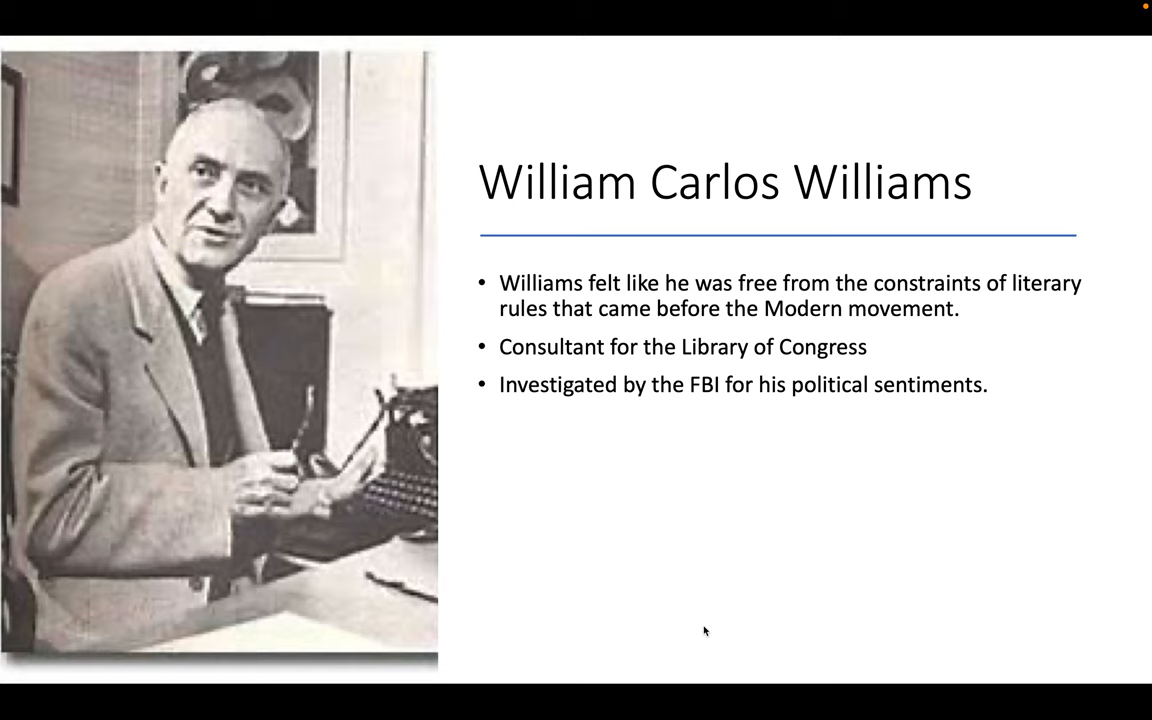 William Carlos Williams
• Williams felt like he was free from the constraints of literary
rules that came before the Modern movement.
• Consultant for the Library of Congress
• Investigated by the FBI for his political sentiments.